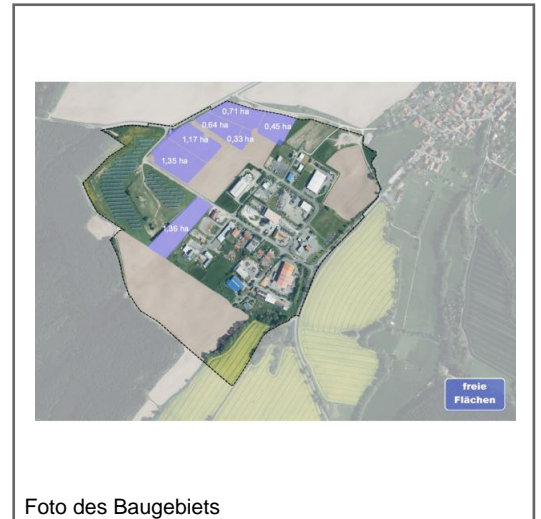 0,71 ha
0,64 ha
0,45 ha
1,17 ha
0,33 ha
1,35 ha
1,36 ha
freie
Flächen
Foto des Baugebiets